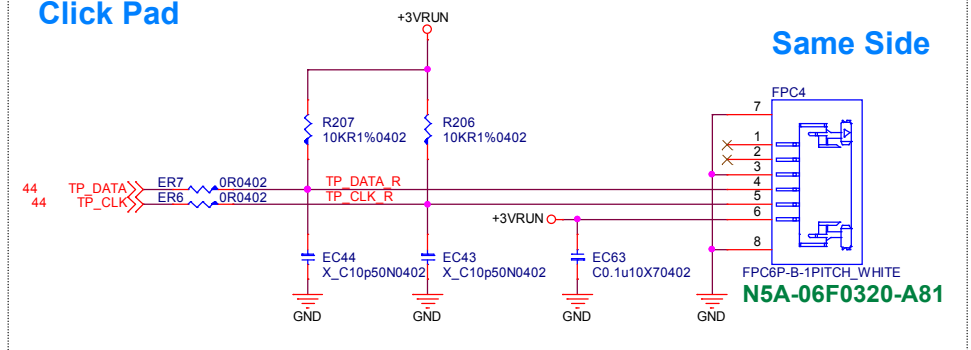 Click Pad
+3VRUN
Same Side
FPC4
R207
10KR1%0402
R206
10KR1%0402
7
1
2
3
4
5
6
8
44 TP_DATA ER7 0R0402 TP_DATA_R
44 TP_CLK ER6 0R0402 TP_CLK_R
+3VRUN
EC44
X_C10p50N0402
EC43
X_C10p50N0402
EC63
C0.1u10X70402
FPC6P-B-1PITCH_WHITE
N5A-06F0320-A81
GND
GND
GND
GND